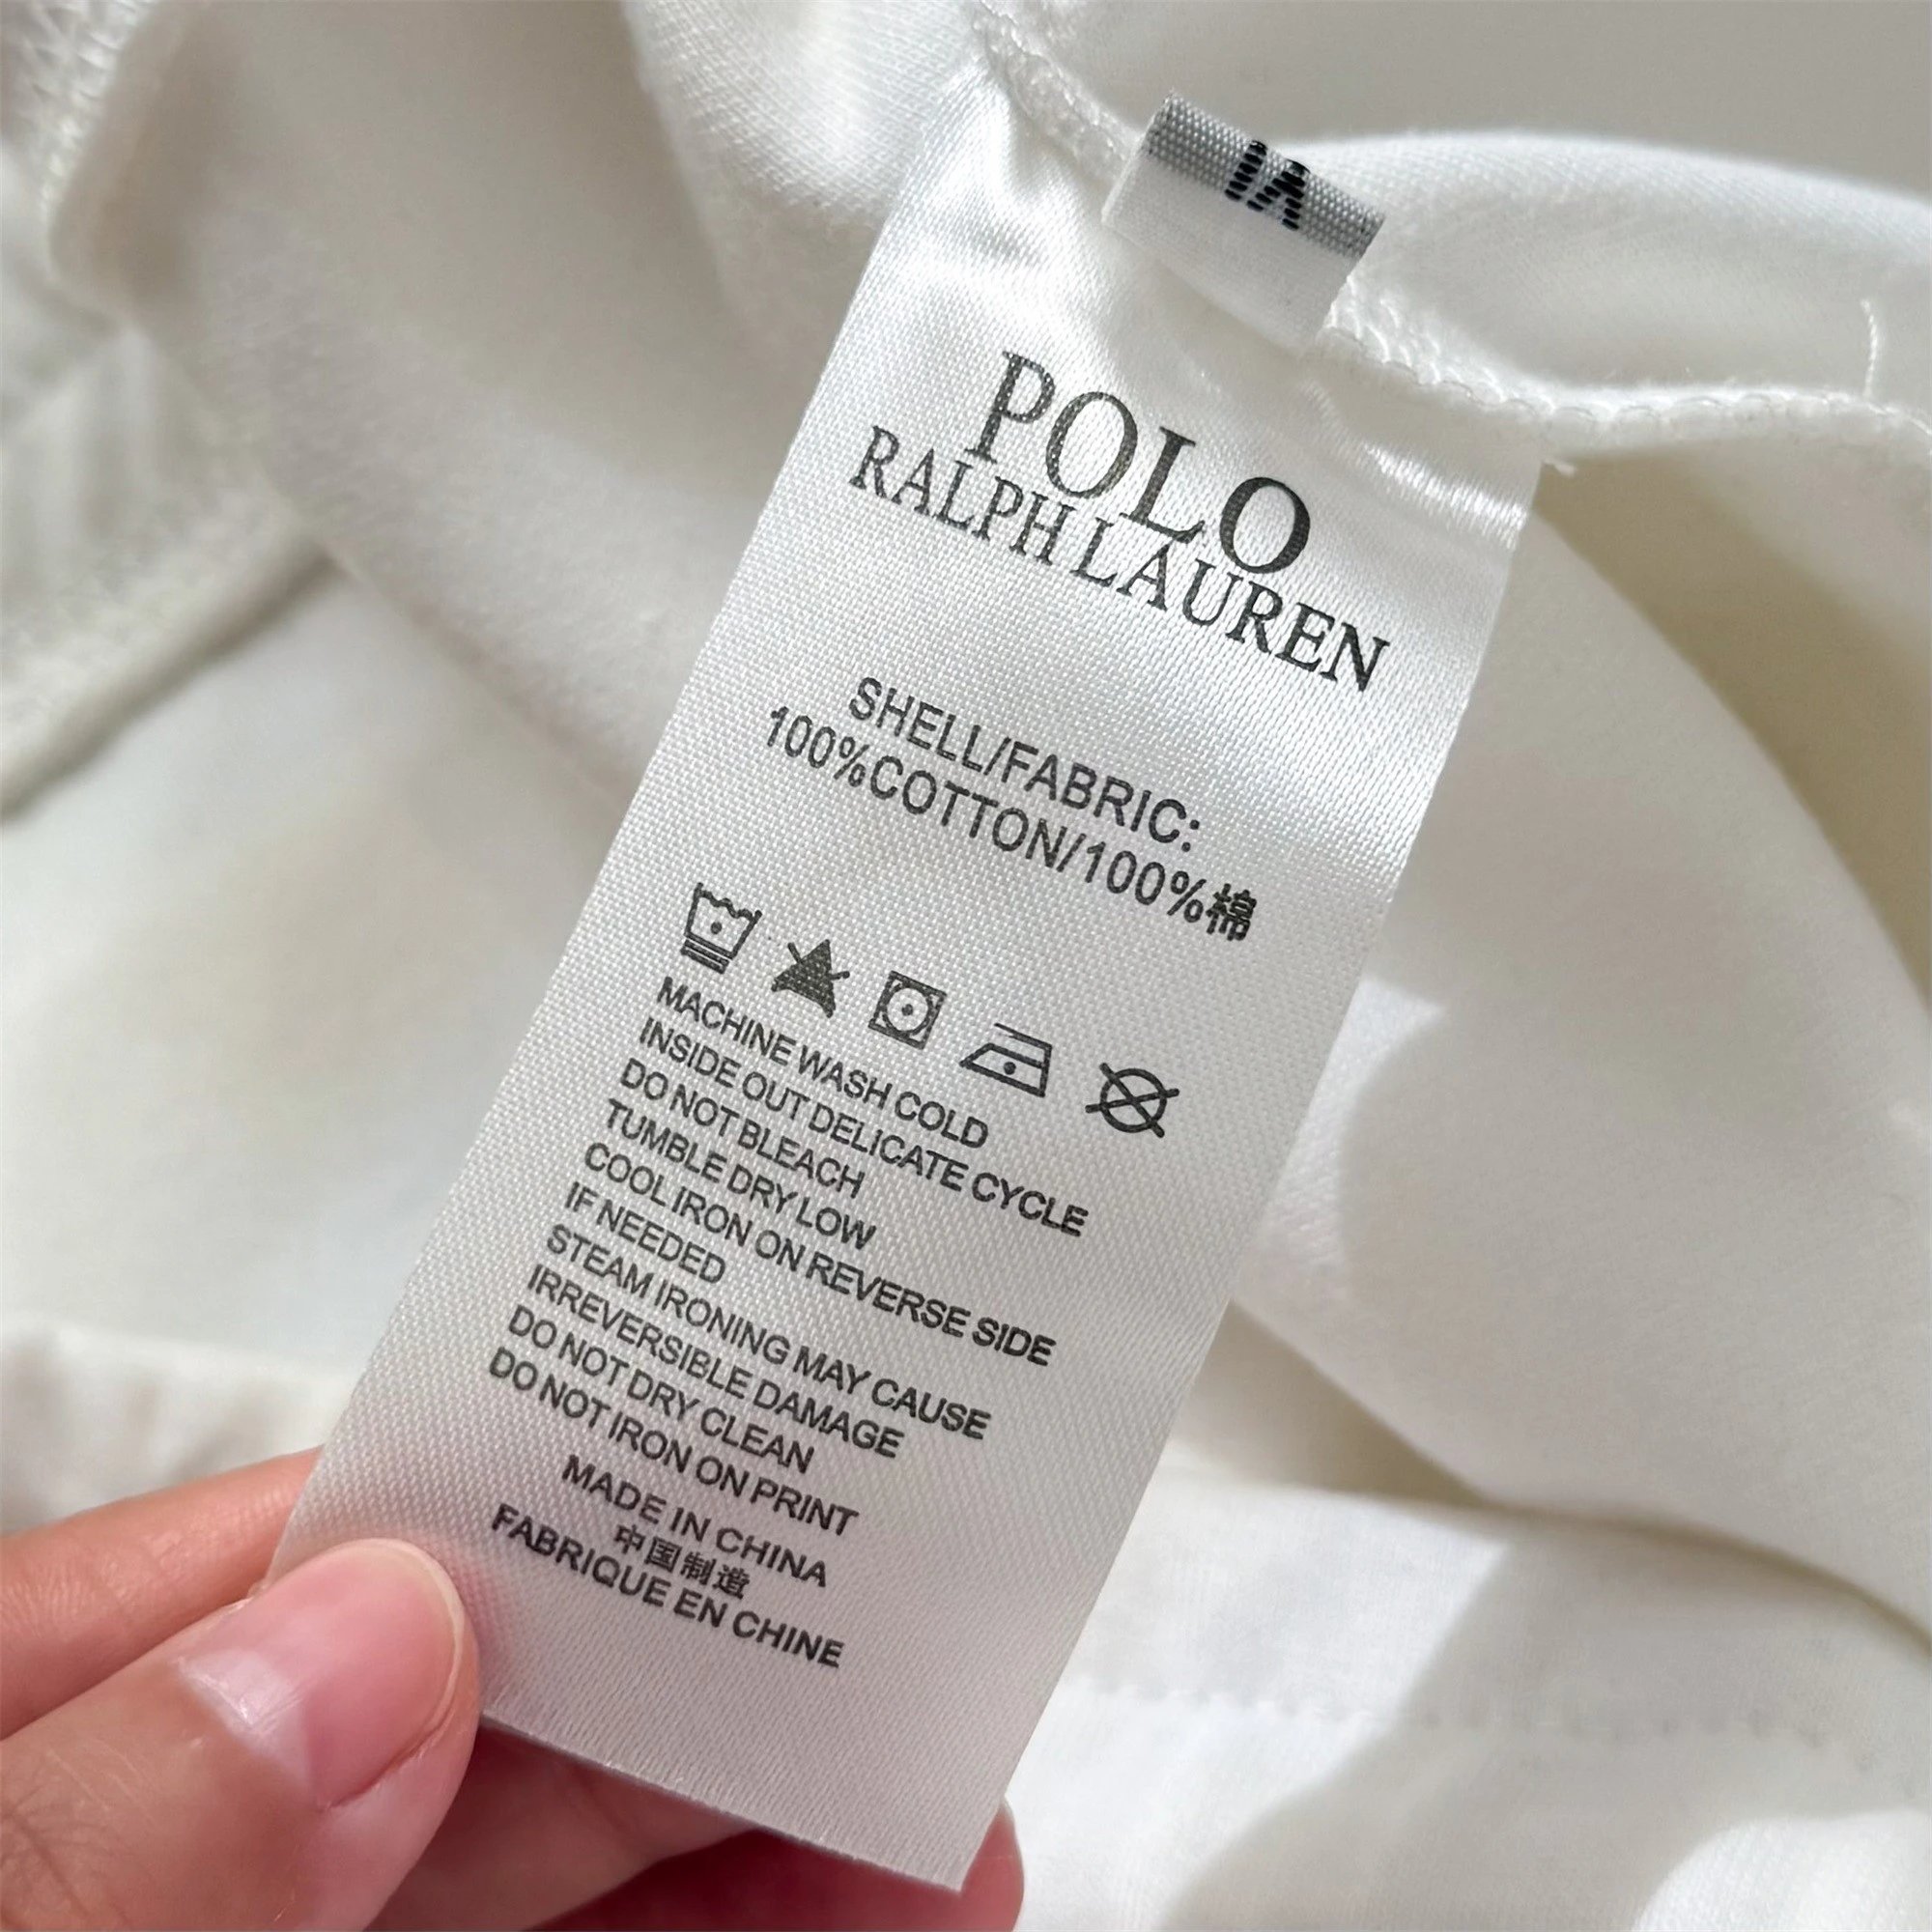 POLO
RALPH LAUREN
SHELL/FABRIC:
100%COTTON/100%棉
MACHINE WASH COLD
INSIDE OUT DELICATE CYCLE
DO NOT BLEACH
TUMBLE DRY LOW
COOL IRON ON REVERSE SIDE
IF NEEDED
STEAM IRONING MAY CAUSE
IRREVERSIBLE DAMAGE
DO NOT DRY CLEAN
DO NOT IRON ON PRINT
MADE IN CHINA
中国制造
FABRIQUE EN CHINE